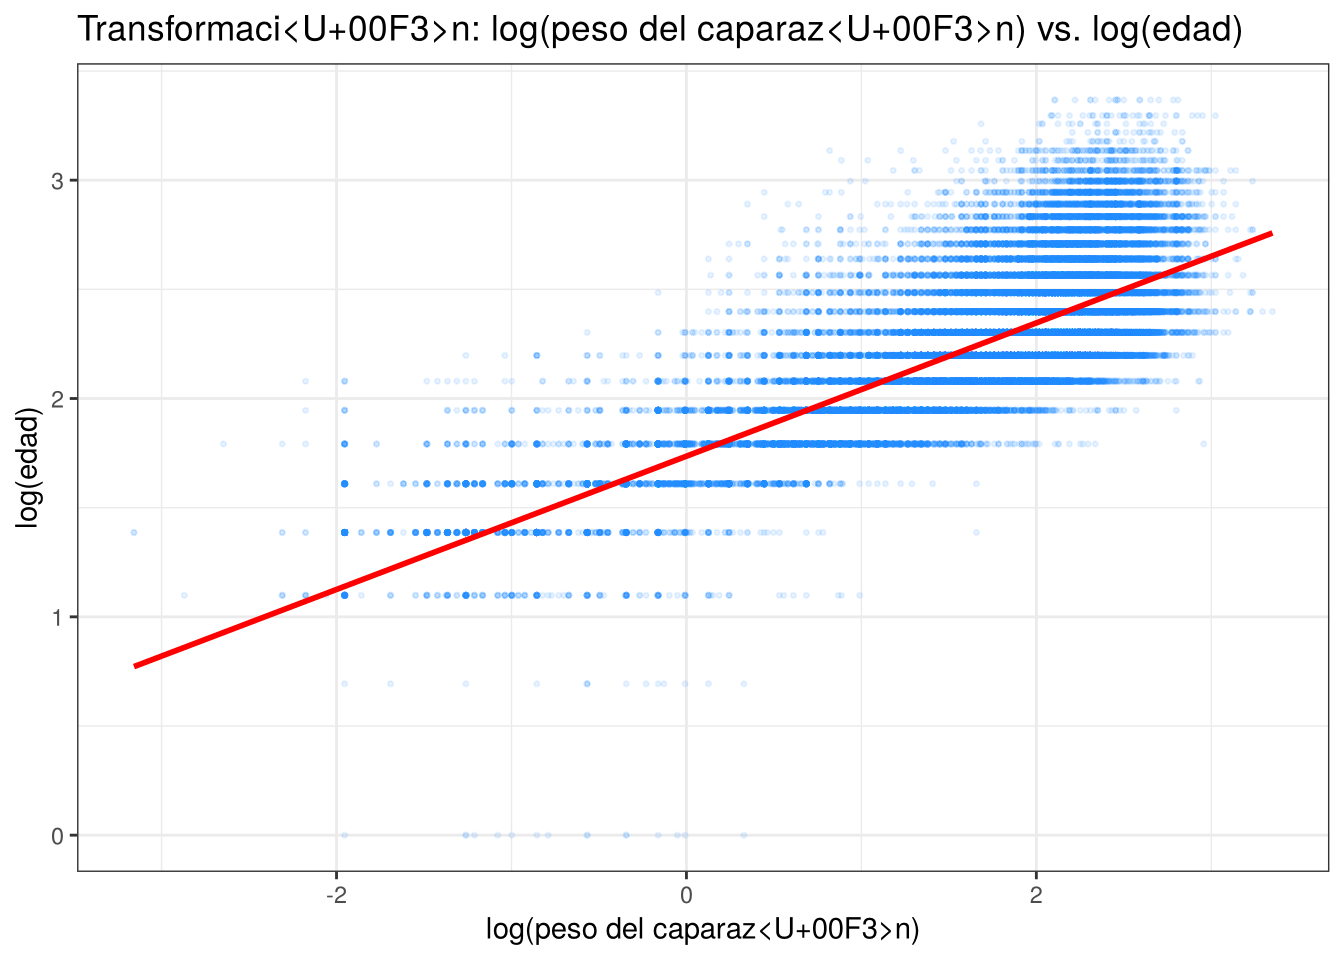 Transformaci<U+00F3>n: log(peso del caparaz<U+00F3>n) vs. log(edad)
3
2
1
0
log(edad)
-2 0 2
log(peso del caparaz<U+00F3>n)